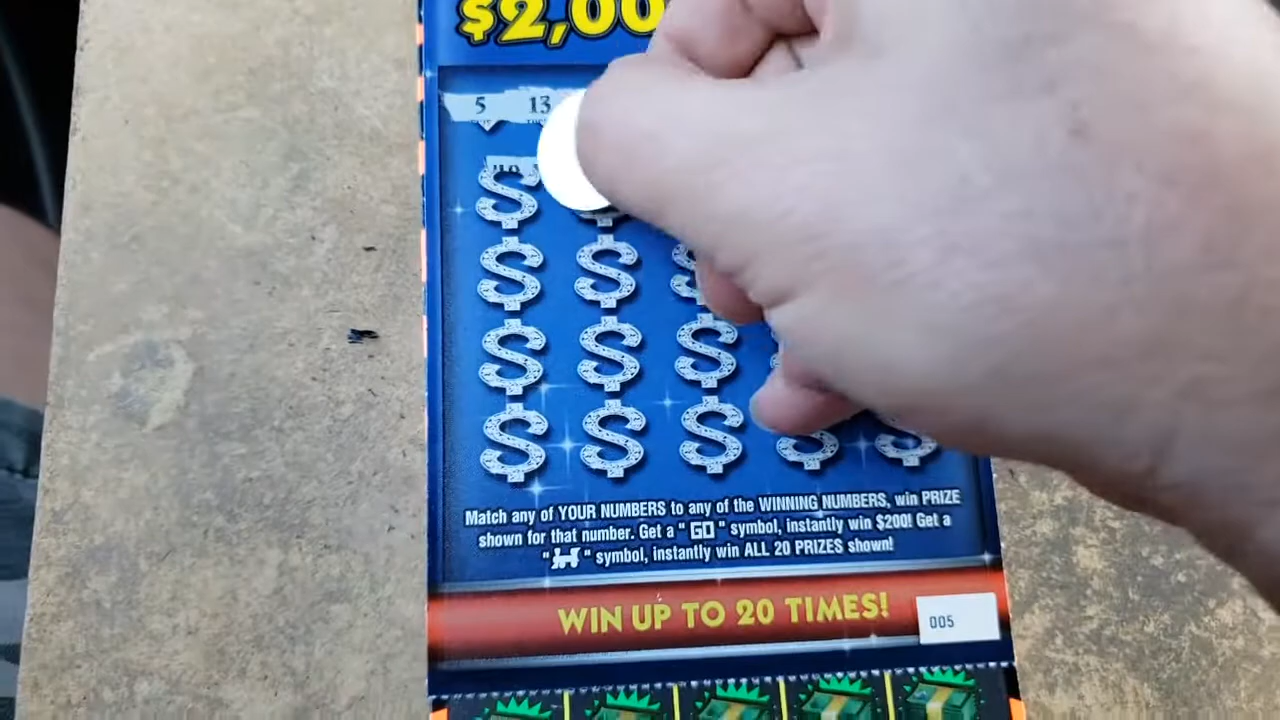 $2,00
5 13
Match any of YOUR NUMBERS to any of the WINNING NUMBERS, win PRIZE
shown for that number. Get a "GO" symbol, instantly win $200! Get a
" " symbol, instantly win ALL 20 PRIZES shown!
WIN UP TO 20 TIMES!
005